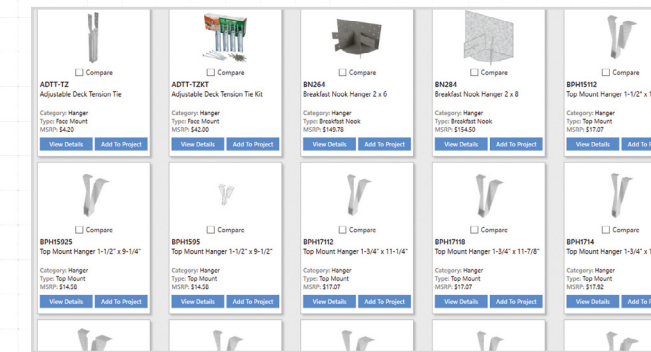 Compare
ADTT-TZ
Adjustable Deck Tension Tie
Category: Hanger
Type: Face Mount
MSRP: $4.20
View Details Add To Project
Compare
ADTT-TZKT
Adjustable Deck Tension Tie Kit
Category: Hanger
Type: Face Mount
MSRP: $42.00
View Details Add To Project
Compare
BN264
Breakfast Nook Hanger 2 x 6
Category: Hanger
Type: Breakfast Nook
MSRP: $149.78
View Details Add To Project
Compare
BN284
Breakfast Nook Hanger 2 x 8
Category: Hanger
Type: Breakfast Nook
MSRP: $154.50
View Details Add To Project
Compare
BPH15112
Top Mount Hanger 1-1/2" x 1
Category: Hanger
Type: Top Mount
MSRP: $17.07
View Details Add To
Compare
BPH15925
Top Mount Hanger 1-1/2" x 9-1/4"
Category: Hanger
Type: Top Mount
MSRP: $14.58
View Details Add To Project
Compare
BPH1595
Top Mount Hanger 1-1/2" x 9-1/2"
Category: Hanger
Type: Top Mount
MSRP: $14.58
View Details Add To Project
Compare
BPH17112
Top Mount Hanger 1-3/4" x 11-1/4"
Category: Hanger
Type: Top Mount
MSRP: $17.07
View Details Add To Project
Compare
BPH17118
Top Mount Hanger 1-3/4" x 11-7/8"
Category: Hanger
Type: Top Mount
MSRP: $17.07
View Details Add To Project
Compare
BPH1714
Top Mount Hanger 1-3/4" x 1
Category: Hanger
Type: Top Mount
MSRP: $17.92
View Details Add To